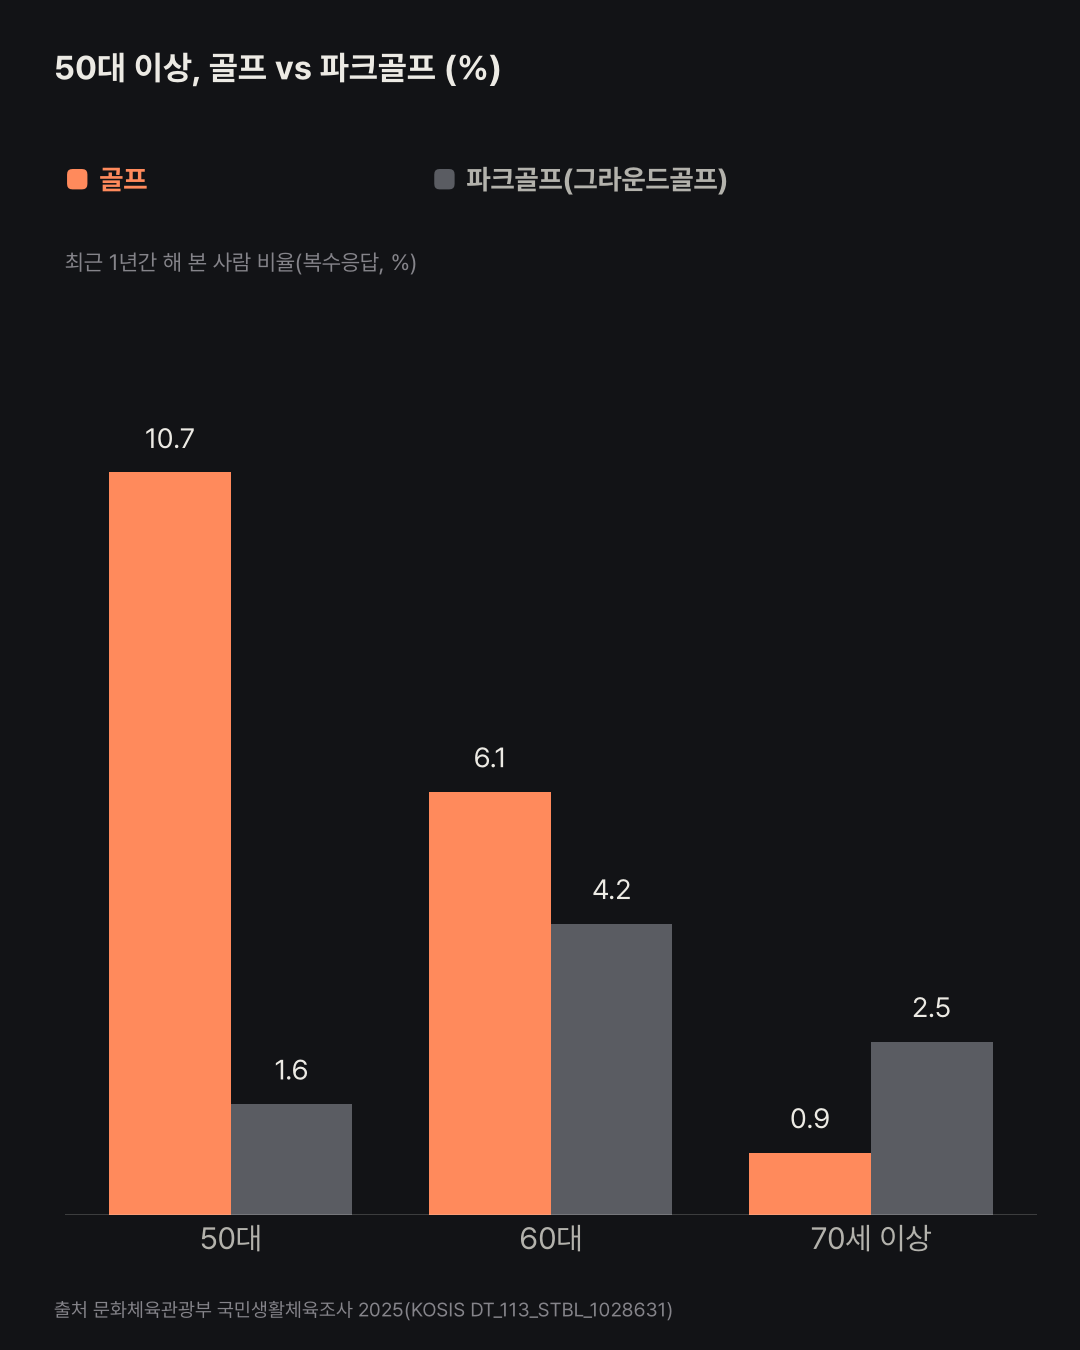 50대 이상, 골프 vs 파크골프 (%)
골프
파크골프(그라운드골프)
최근 1년간 해 본 사람 비율(복수응답, %)
10.7
1.6
6.1
4.2
0.9
2.5
50대
60대
70세 이상
출처 문화체육관광부 국민생활체육조사 2025(KOSIS DT_113_STBL_1028631)